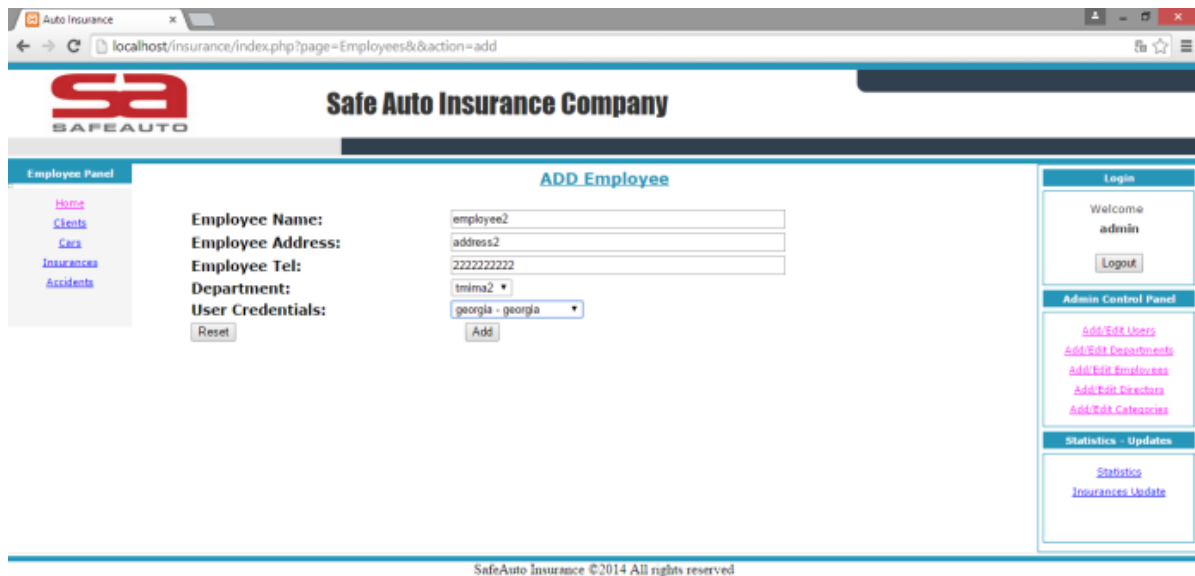 Auto Insurance
localhost/insurance/index.php?page=Employees&&action=add
sa
SAFEAUTO
Safe Auto Insurance Company
Employee Panel
Home
Clients
Cars
Insurances
Accidents
ADD Employee
Employee Name: employee2
Employee Address: address2
Employee Tel: 2222222222
Department: tmima2
User Credentials: georgia - georgia
Reset Add
Login
Welcome
admin
Logout
Admin Control Panel
Add/Edit Users
Add/Edit Departments
Add/Edit Employees
Add/Edit Directors
Add/Edit Categories
Statistics - Updates
Statistics
Insurances Update
SafeAuto Insurance ©2014 All rights reserved